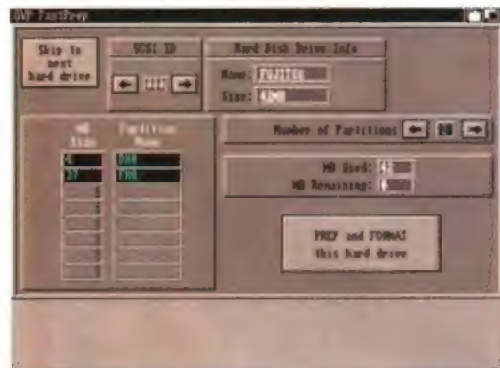 GVP FastPrep
Skip to
next
hard drive
SCSI ID
Hard Disk Drive Info
Name: FUJITSU
Size:
Number of Partitions
MB
Size
Partition
Name
MB Used:
MB Remaining:
PREP and FORMAT
this hard drive